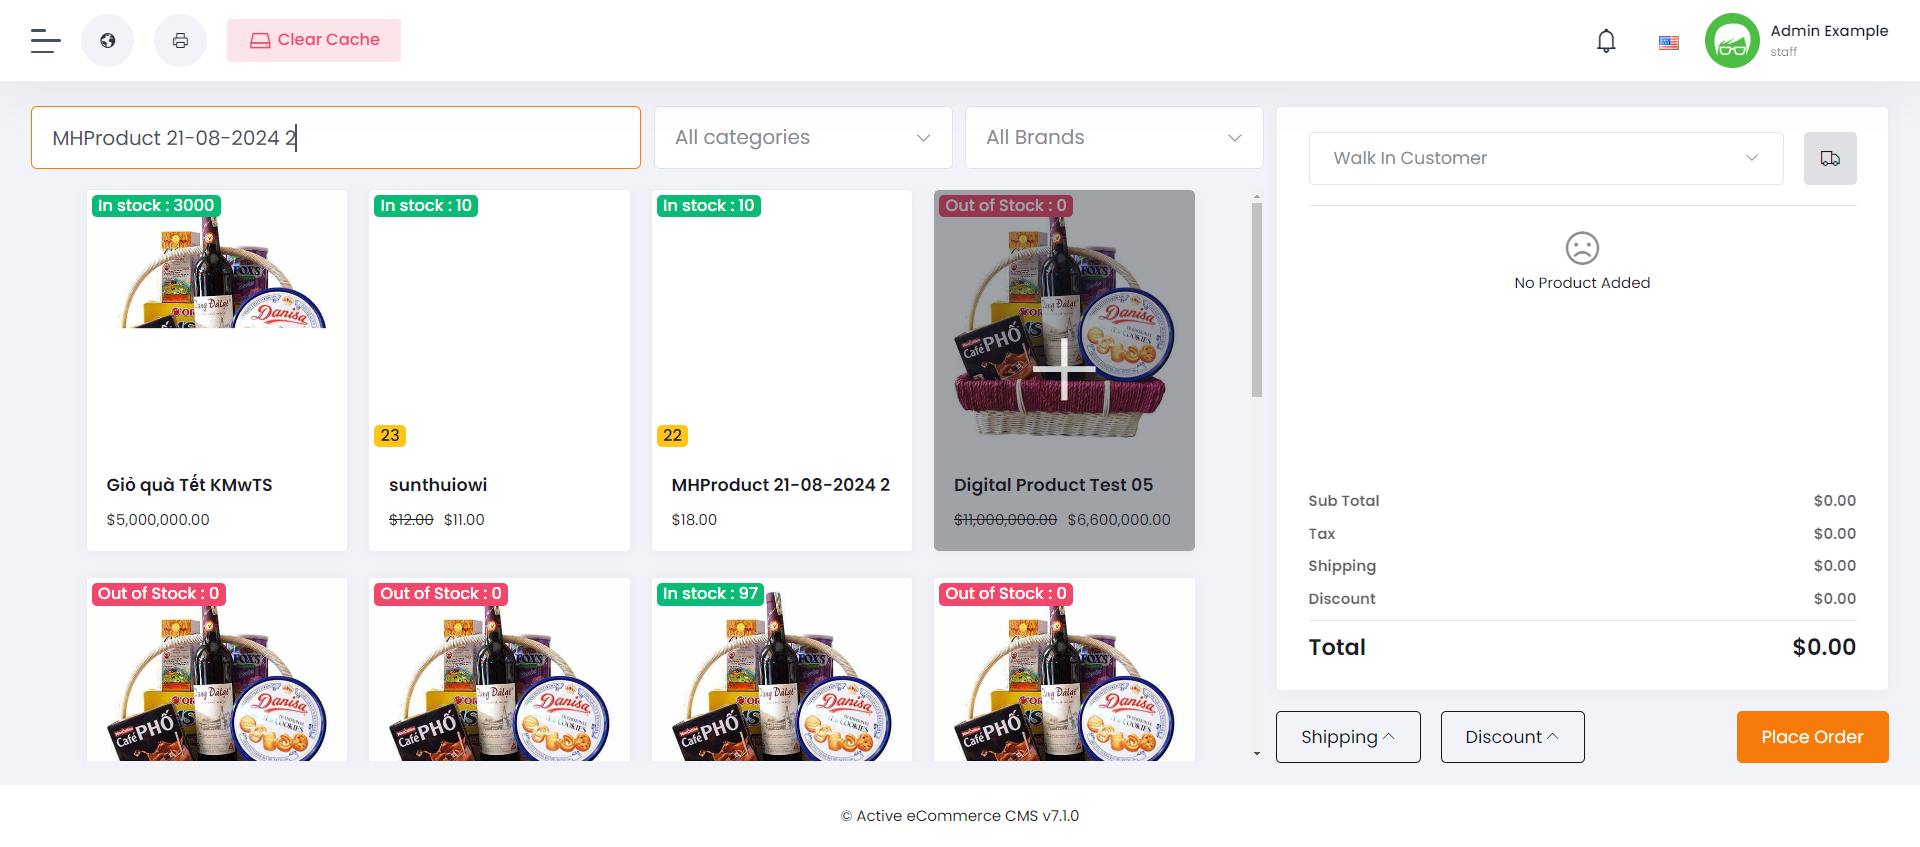 Clear Cache
Admin Example
staff
MHProduct 21-08-2024 2
All categories
All Brands
Walk In Customer
In stock : 3000
In stock : 10
In stock : 10
Out of Stock : 0
No Product Added
23
22
Giỏ quà Tết KMwTS
sunthuiowi
MHProduct 21-08-2024 2
Digital Product Test 05
$5,000,000.00
$12.00 $11.00
$18.00
$11,000,000.00 $6,600,000.00
Sub Total $0.00
Tax $0.00
Shipping $0.00
Discount $0.00
Total $0.00
Out of Stock : 0
Out of Stock : 0
In stock : 97
Out of Stock : 0
Danisa
Café PHỐ
Shipping
Discount
Place Order
© Active eCommerce CMS v7.1.0